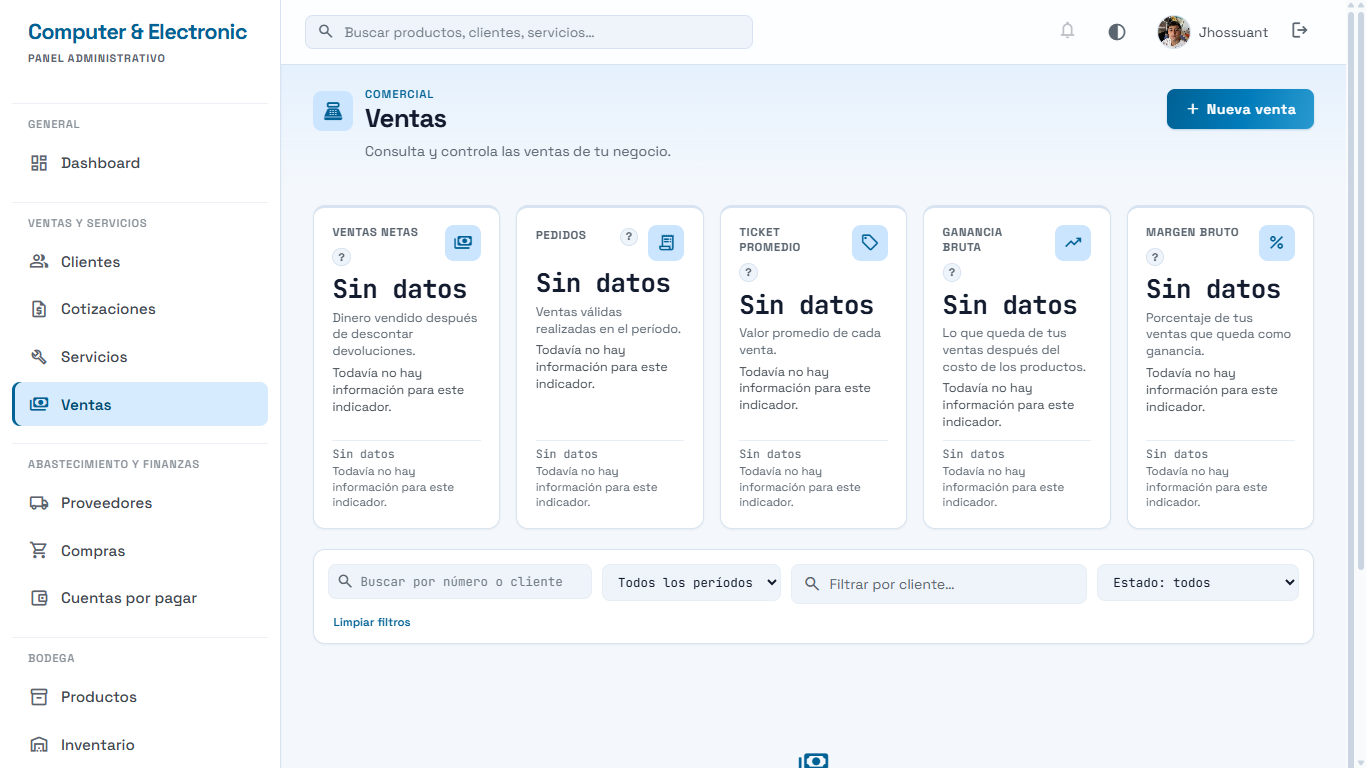 Computer & Electronic
PANEL ADMINISTRATIVO
GENERAL
Dashboard
VENTAS Y SERVICIOS
Clientes
Cotizaciones
Servicios
Ventas
ABASTECIMIENTO Y FINANZAS
Proveedores
Compras
Cuentas por pagar
BODEGA
Productos
Inventario
Buscar productos, clientes, servicios...
Jhossuant
COMERCIAL
Ventas
Consulta y controla las ventas de tu negocio.
+ Nueva venta
VENTAS NETAS
?
Sin datos
Dinero vendido después
de descontar
devoluciones.
Todavía no hay
información para este
indicador.
Sin datos
Todavía no hay
información para este
indicador.
PEDIDOS
?
Sin datos
Ventas válidas
realizadas en el período.
Todavía no hay
información para este
indicador.
Sin datos
Todavía no hay
información para este
indicador.
TICKET
PROMEDIO
?
Sin datos
Valor promedio de cada
venta.
Todavía no hay
información para este
indicador.
Sin datos
Todavía no hay
información para este
indicador.
GANANCIA
BRUTA
?
Sin datos
Lo que queda de tus
ventas después del
costo de los productos.
Todavía no hay
información para este
indicador.
Sin datos
Todavía no hay
información para este
indicador.
MARGEN BRUTO
?
Sin datos
Porcentaje de tus
ventas que queda como
ganancia.
Todavía no hay
información para este
indicador.
Sin datos
Todavía no hay
información para este
indicador.
Buscar por número o cliente
Todos los períodos
Filtrar por cliente...
Estado: todos
Limpiar filtros